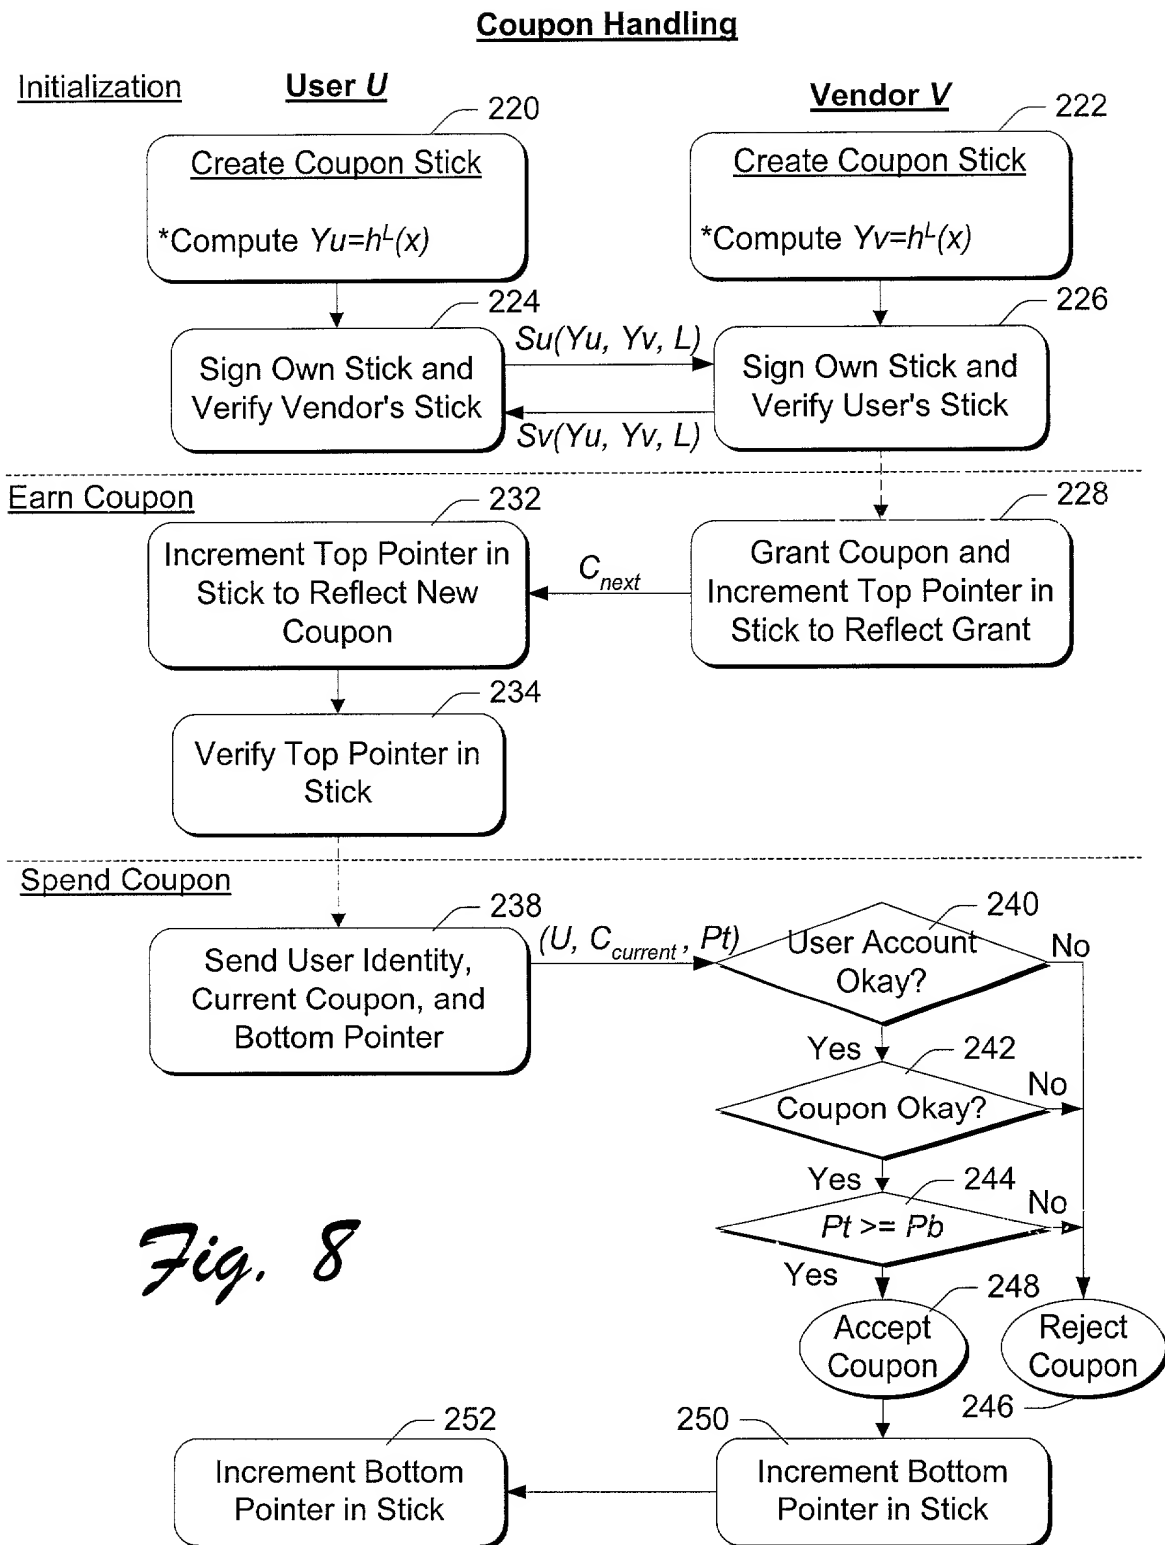 Coupon Handling
Initialization
User U
Vendor V
220
Create Coupon Stick
*Compute Yu=h^L(x)
222
Create Coupon Stick
*Compute Yv=h^L(x)
224
Sign Own Stick and
Verify Vendor's Stick
Su(Yu, Yv, L)
Sv(Yu, Yv, L)
226
Sign Own Stick and
Verify User's Stick
Earn Coupon
232
Increment Top Pointer in
Stick to Reflect New
Coupon
C_next
228
Grant Coupon and
Increment Top Pointer in
Stick to Reflect Grant
234
Verify Top Pointer in
Stick
Spend Coupon
238
Send User Identity,
Current Coupon, and
Bottom Pointer
(U, C_current, Pt)
240
User Account
Okay?
No
Yes
242
Coupon Okay?
No
Yes
244
Pt >= Pb
No
Yes
248
Accept
Coupon
Reject
Coupon
246
Fig. 8
252
Increment Bottom
Pointer in Stick
250
Increment Bottom
Pointer in Stick